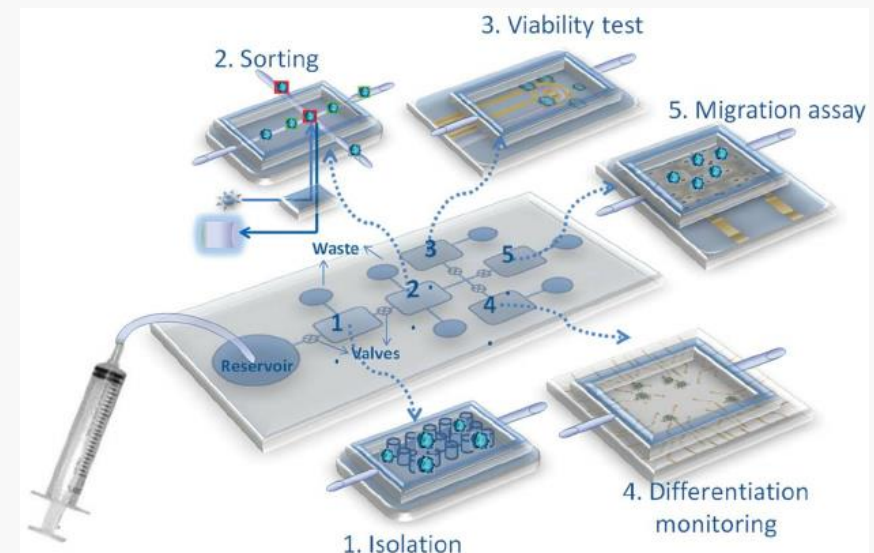 3. Viability test
2. Sorting
5. Migration assay
Waste
3
5
2
4
1
Valves
Reservoir
4. Differentiation
monitoring
1. Isolation